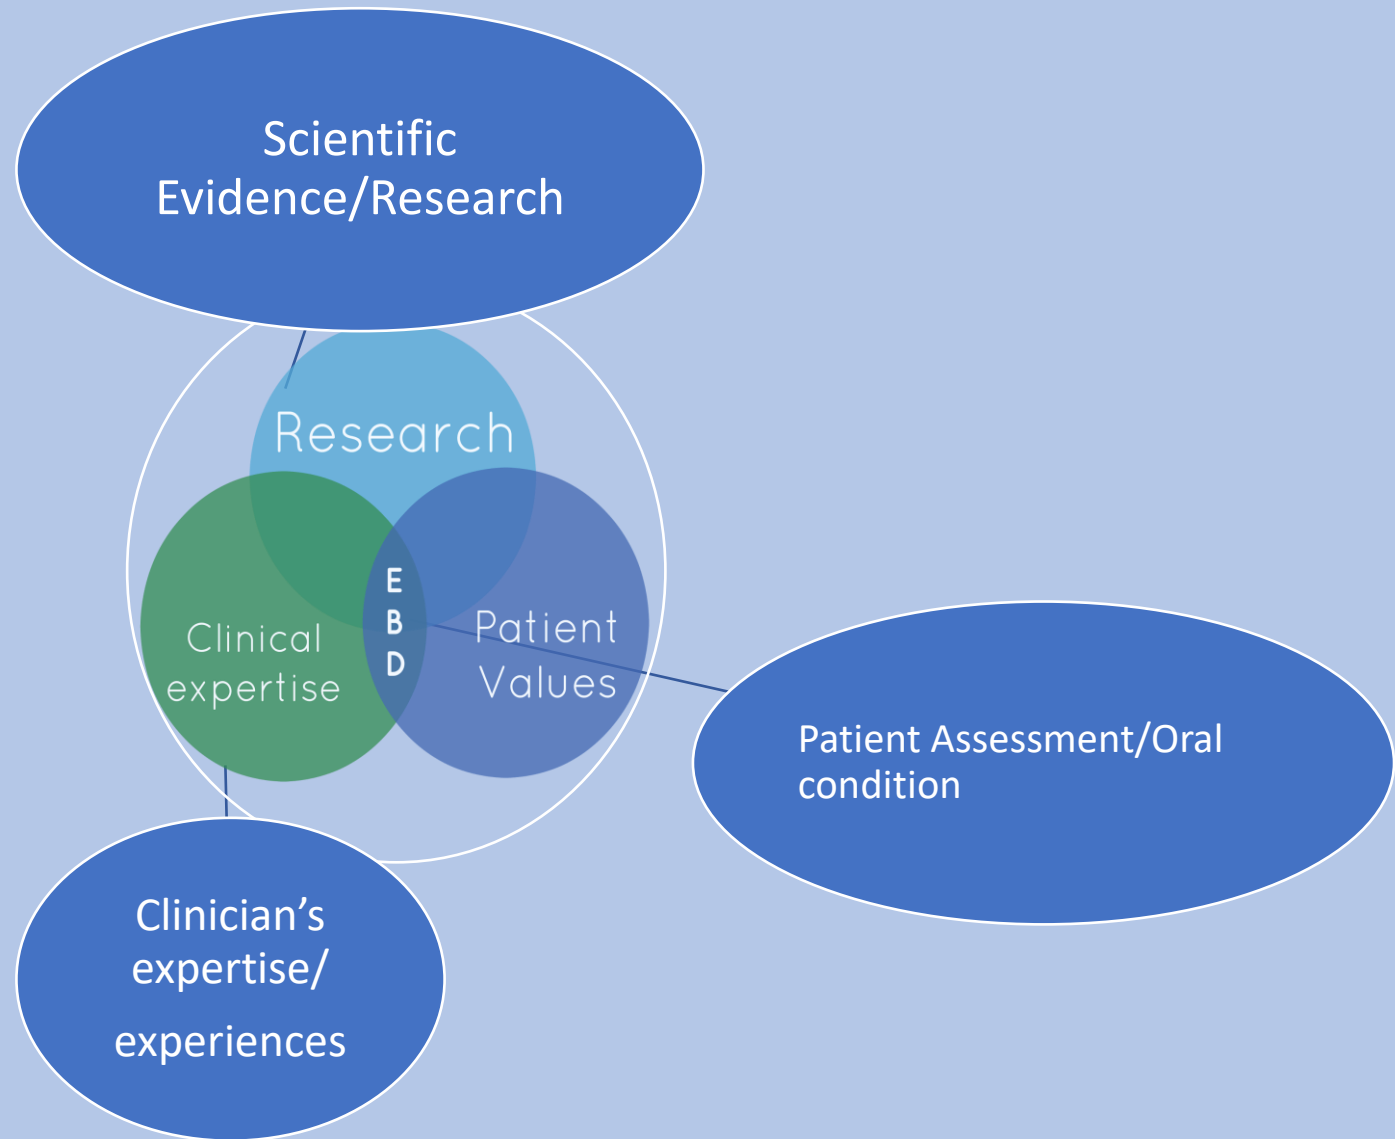 Scientific
Evidence/Research
Research
Clinical
expertise
E
B
D
Patient
Values
Patient Assessment/Oral
condition
Clinician’s
expertise/
experiences